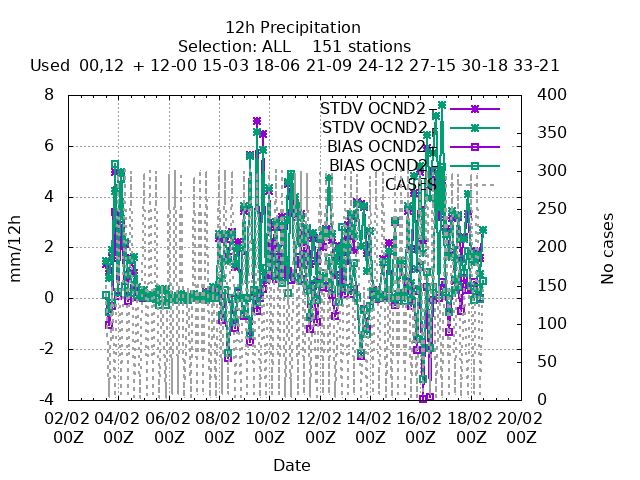 12h Precipitation
Selection: ALL    151 stations
Used  00,12  + 12-00 15-03 18-06 21-09 24-12 27-15 30-18 33-21
STDV OCND2
STDV OCND2
BIAS OCND2
BIAS OCND2
CASES
8
6
4
2
0
-2
-4
mm/12h
400
350
300
250
200
150
100
50
0
No cases
02/02 04/02 06/02 08/02 10/02 12/02 14/02 16/02 18/02 20/02
00Z 00Z 00Z 00Z 00Z 00Z 00Z 00Z 00Z 00Z
Date